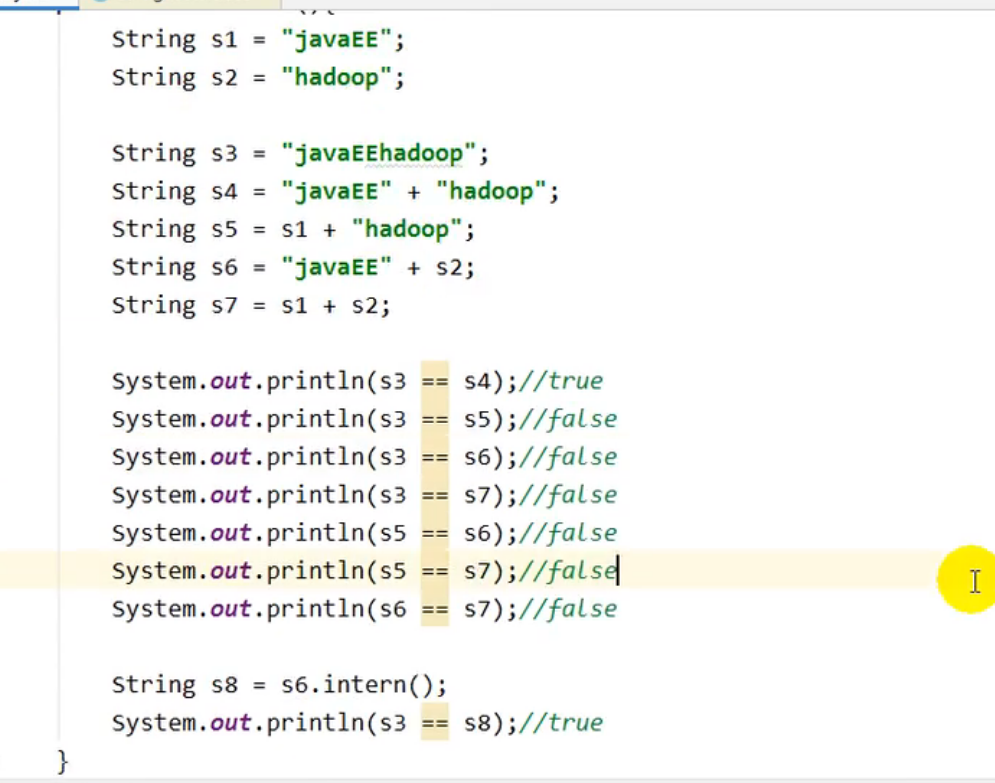 String s1 = "javaEE";
String s2 = "hadoop";
String s3 = "javaEEhadoop";
String s4 = "javaEE" + "hadoop";
String s5 = s1 + "hadoop";
String s6 = "javaEE" + s2;
String s7 = s1 + s2;
System.out.println(s3 == s4);//true
System.out.println(s3 == s5);//false
System.out.println(s3 == s6);//false
System.out.println(s3 == s7);//false
System.out.println(s5 == s6);//false
System.out.println(s5 == s7);//false
System.out.println(s6 == s7);//false
String s8 = s6.intern();
System.out.println(s3 == s8);//true
}